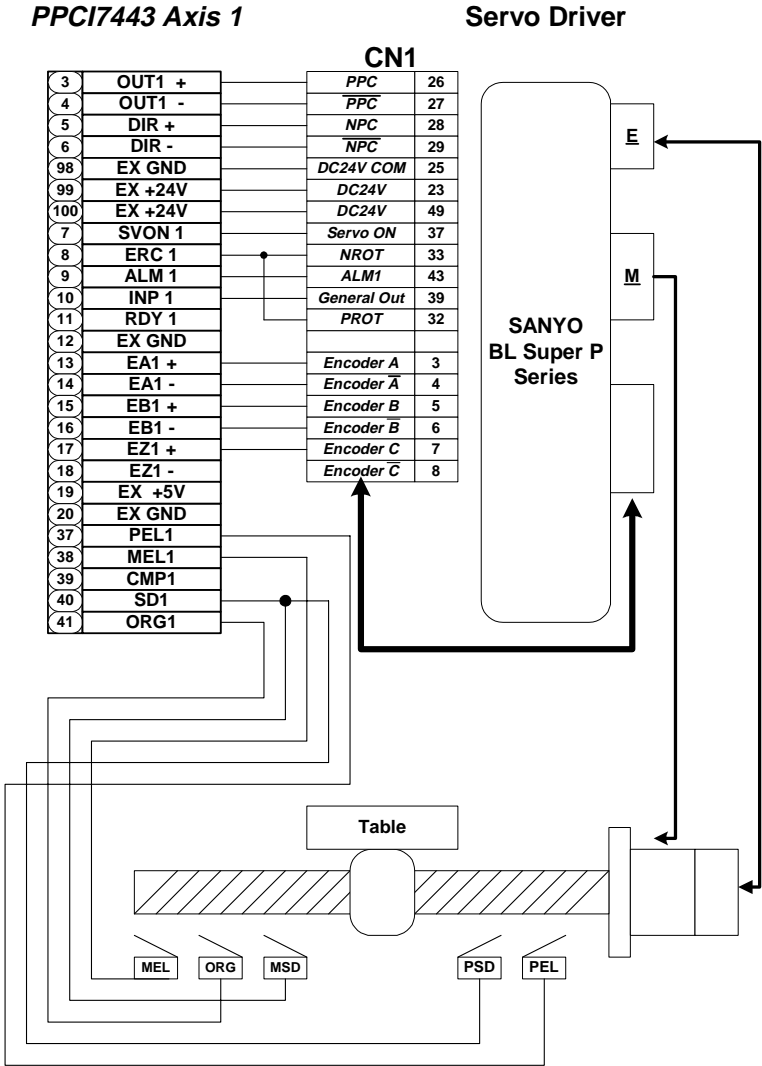 PPCI7443 Axis 1
Servo Driver
CN1
3 OUT1 + PPC 26
4 OUT1 - P̅P̅C̅ 27
5 DIR + NPC 28
6 DIR - N̅P̅C̅ 29
98 EX GND DC24V COM 25
99 EX +24V DC24V 23
100 EX +24V DC24V 49
7 SVON 1 Servo ON 37
8 ERC 1 NROT 33
9 ALM 1 ALM1 43
10 INP 1 General Out 39
11 RDY 1 PROT 32
12 EX GND
13 EA1 + Encoder A 3
14 EA1 - Encoder A̅ 4
15 EB1 + Encoder B 5
16 EB1 - Encoder B̅ 6
17 EZ1 + Encoder C 7
18 EZ1 - Encoder C̅ 8
19 EX +5V
20 EX GND
37 PEL1
38 MEL1
39 CMP1
40 SD1
41 ORG1
E
M
SANYO
BL Super P
Series
Table
MEL ORG MSD PSD PEL